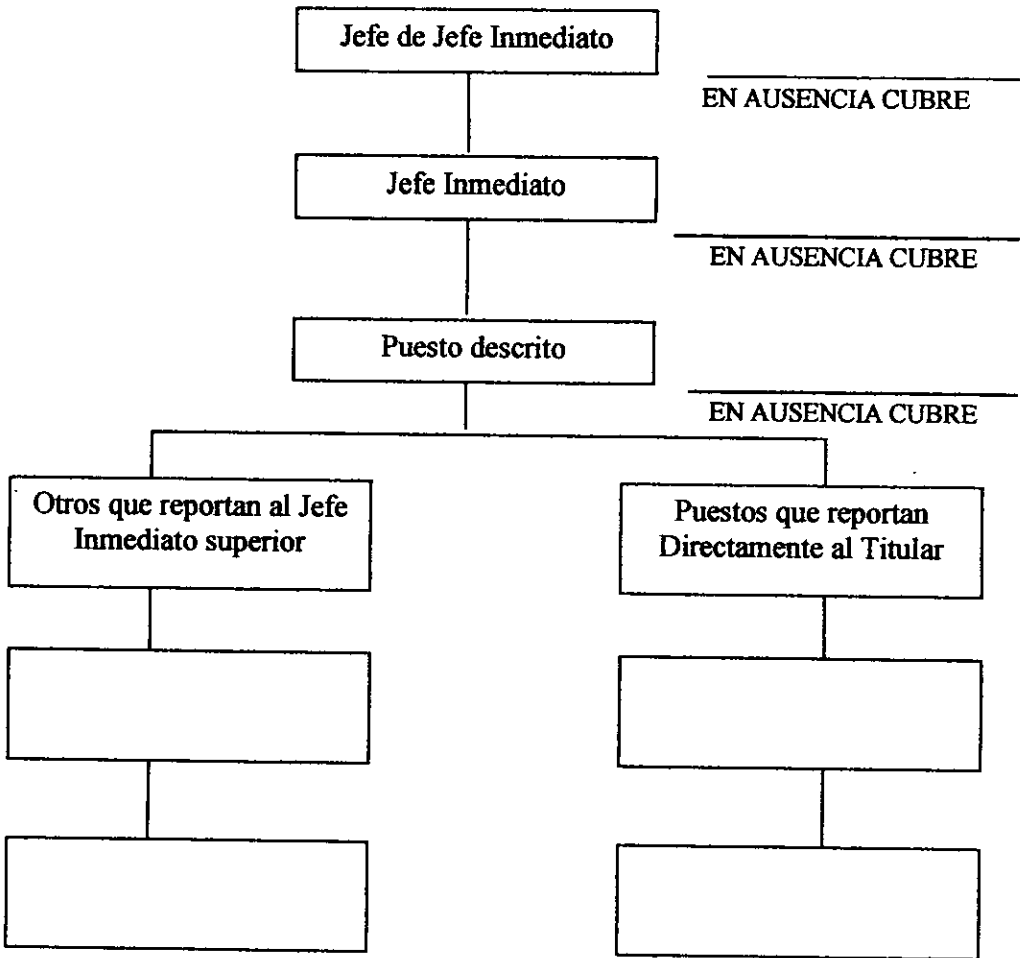 Jefe de Jefe Inmediato
EN AUSENCIA CUBRE
Jefe Inmediato
EN AUSENCIA CUBRE
Puesto descrito
EN AUSENCIA CUBRE
Otros que reportan al Jefe
Inmediato superior
Puestos que reportan
Directamente al Titular